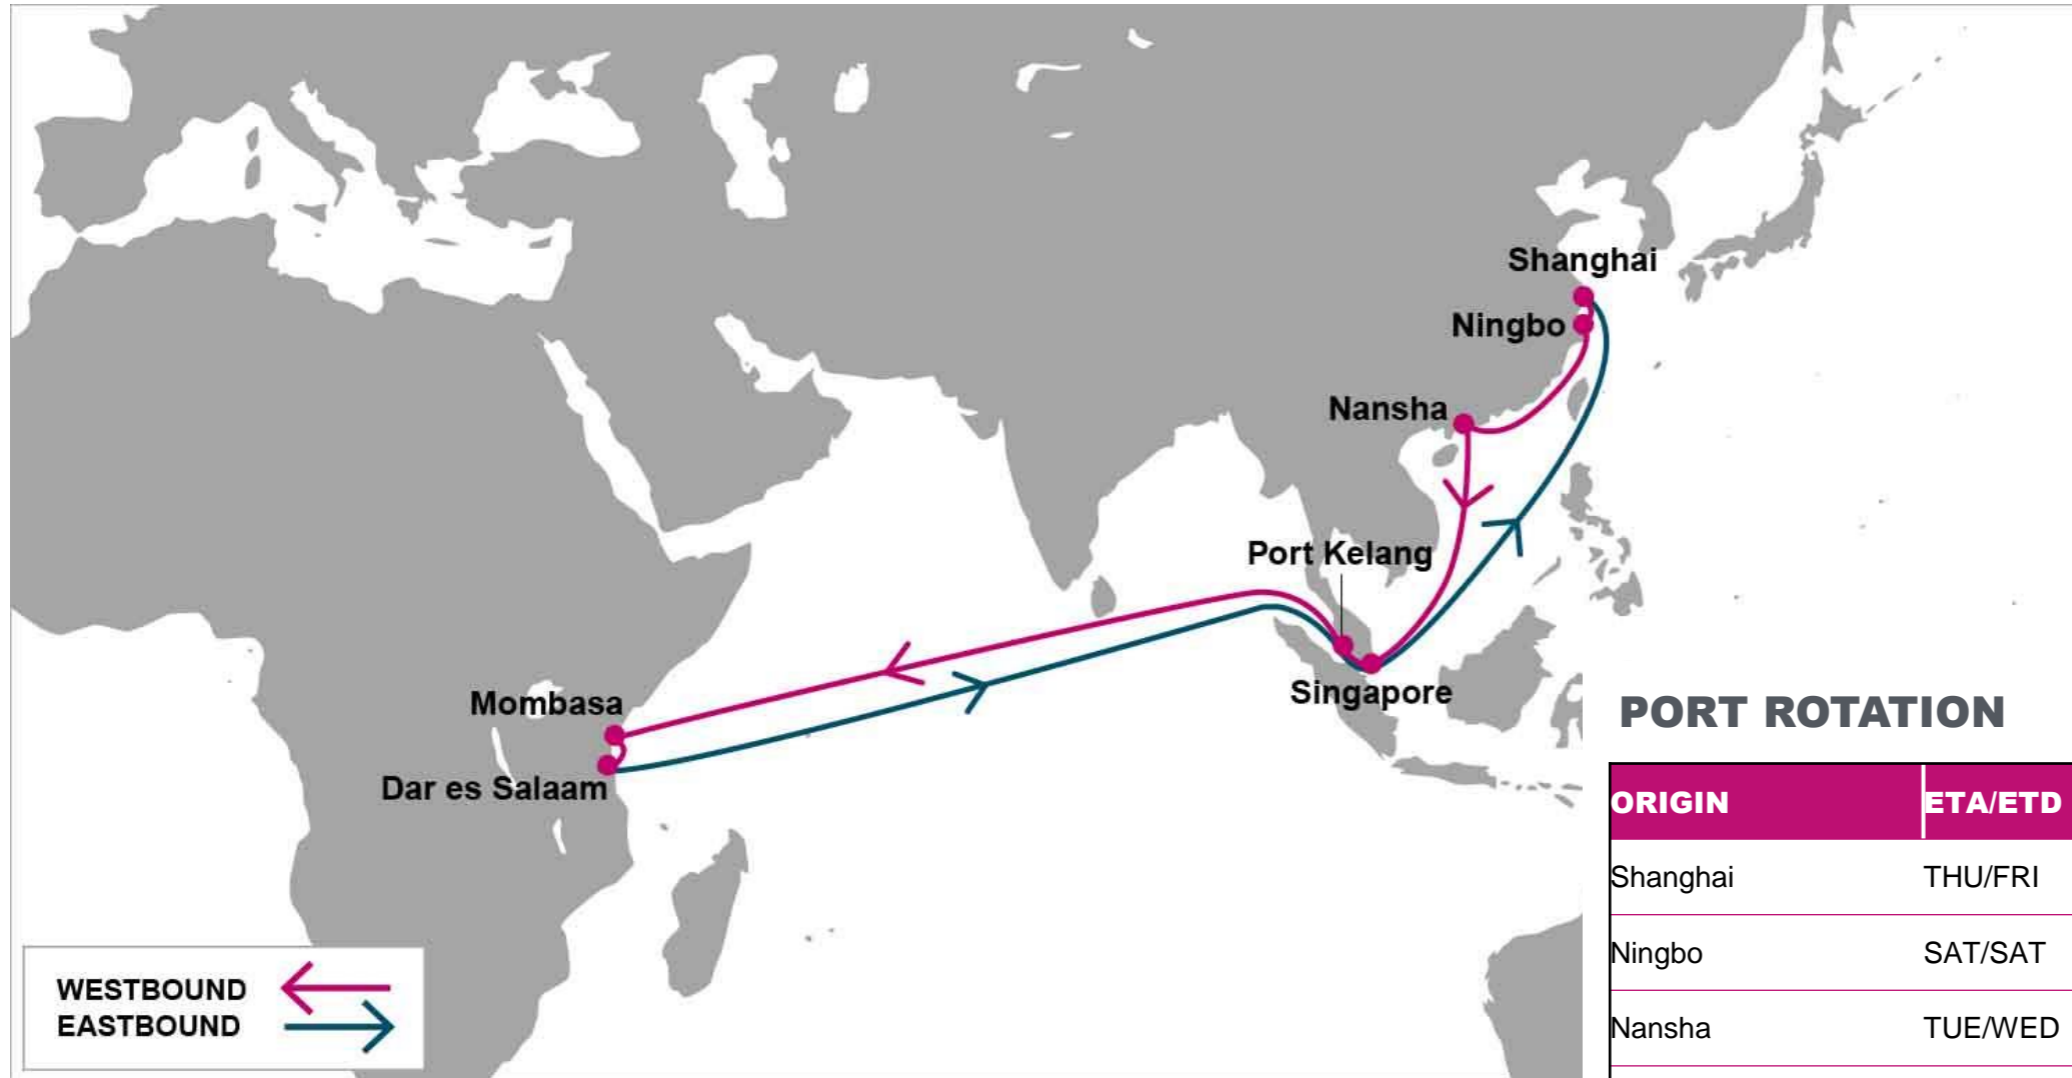 Shanghai
Ningbo
Nansha
Port Kelang
Singapore
Mombasa
Dar es Salaam
WESTBOUND
EASTBOUND
PORT ROTATION
ORIGIN ETA/ETD
Shanghai THU/FRI
Ningbo SAT/SAT
Nansha TUE/WED